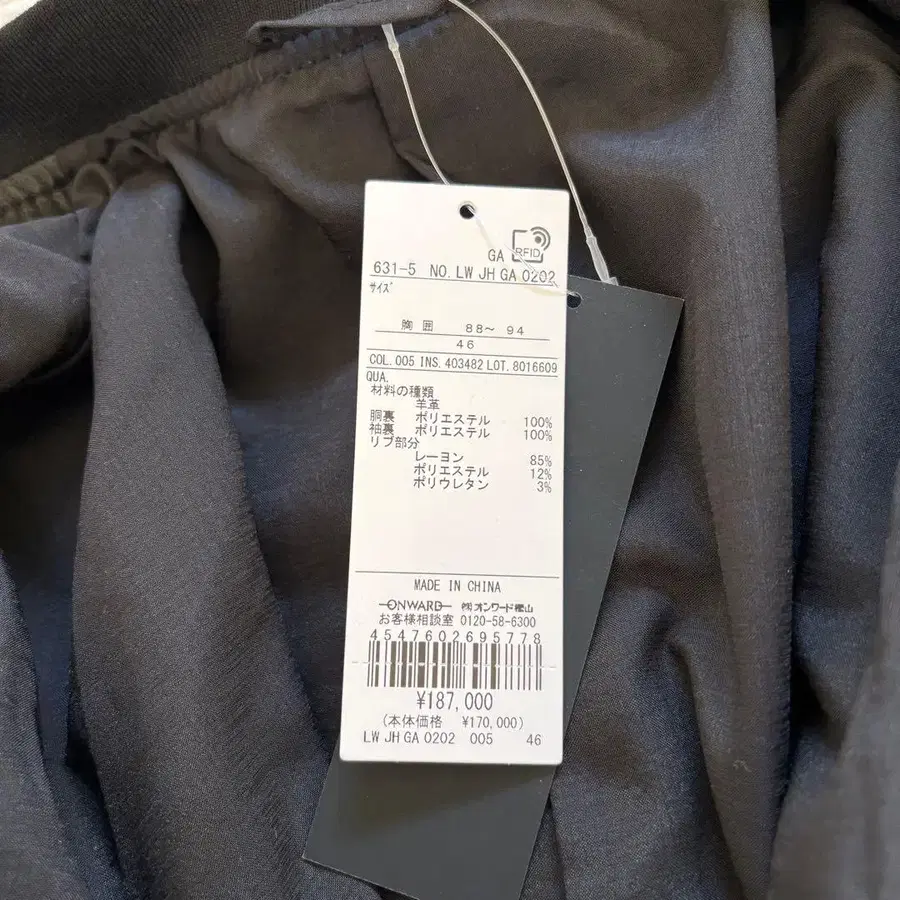 RFID
GA
631-5 NO. LW JH GA 0202
サイズ
胸囲 88～ 94
46
COL. 005 INS. 403482 LOT. 8016609
QUA.
材料の種類
羊革
胴裏 ポリエステル 100%
袖裏 ポリエステル 100%
リブ部分
レーヨン 85%
ポリエステル 12%
ポリウレタン 3%
MADE IN CHINA
ONWARD ㈱オンワード樫山
お客様相談室 0120-58-6300
4547602695778
¥187,000
(本体価格 ¥170,000)
LW JH GA 0202 005 46